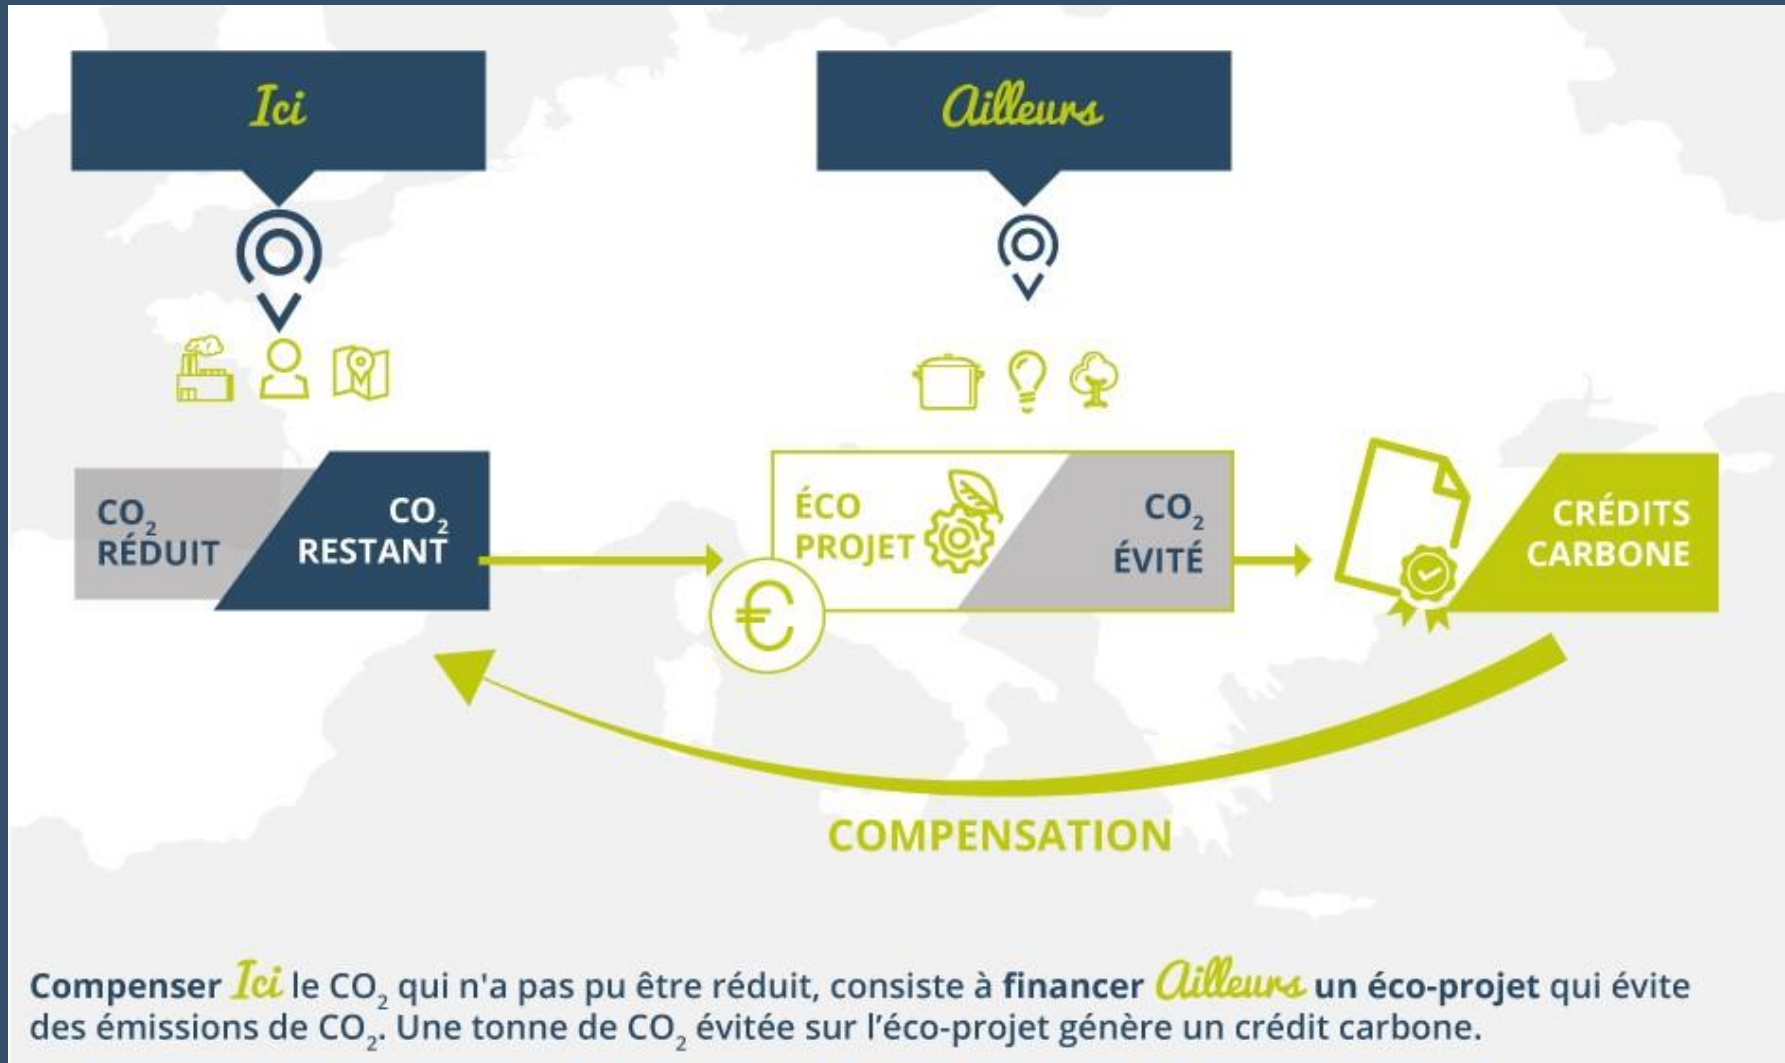 Ici
Ailleurs
CO₂
RÉDUIT
CO₂
RESTANT
ÉCO
PROJET
€
CO₂
ÉVITÉ
CRÉDITS
CARBONE
COMPENSATION
Compenser Ici le CO₂ qui n'a pas pu être réduit, consiste à financer Ailleurs un éco-projet qui évite
des émissions de CO₂. Une tonne de CO₂ évitée sur l’éco-projet génère un crédit carbone.